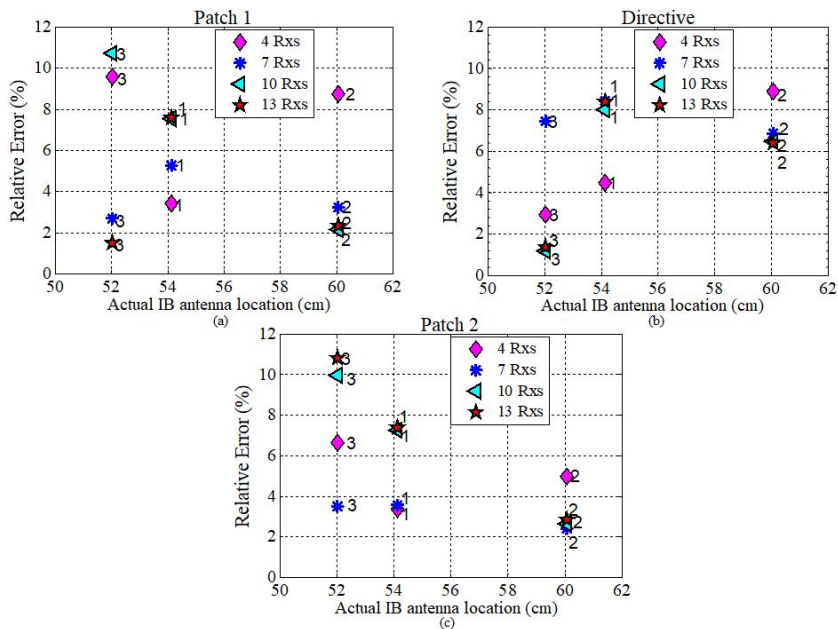 Patch 1
12
10
8
6
4
2
0
Relative Error (%)
4 Rxs
7 Rxs
10 Rxs
13 Rxs
3
3
3
3
1
1
1
1
2
2
2
2
50 52 54 56 58 60 62
Actual IB antenna location (cm)
(a)
Directive
12
10
8
6
4
2
0
Relative Error (%)
4 Rxs
7 Rxs
10 Rxs
13 Rxs
3
3
3
3
1
1
1
1
2
2
2
2
50 52 54 56 58 60 62
Actual IB antenna location (cm)
(b)
Patch 2
12
10
8
6
4
2
0
Relative Error (%)
4 Rxs
7 Rxs
10 Rxs
13 Rxs
3
3
3
3
1
1
1
1
2
2
2
2
50 52 54 56 58 60 62
Actual IB antenna location (cm)
(c)